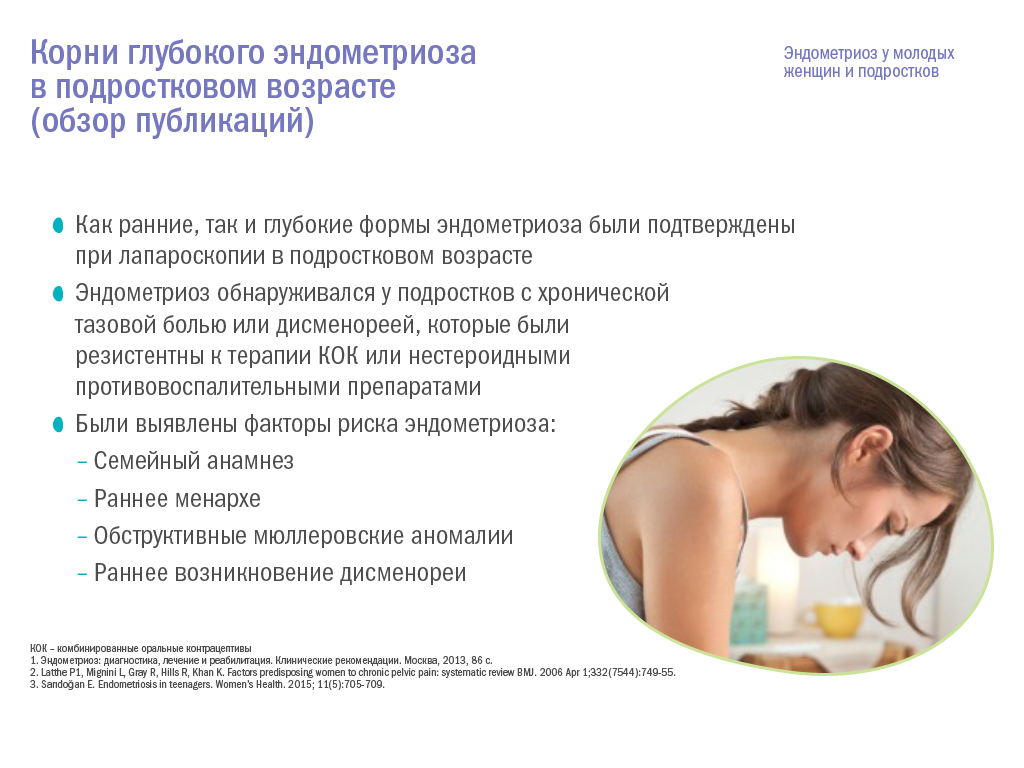 Корни глубокого эндометриоза
в подростковом возрасте
(обзор публикаций)
Эндометриоз у молодых
женщин и подростков
Как ранние, так и глубокие формы эндометриоза были подтверждены
при лапароскопии в подростковом возрасте
Эндометриоз обнаруживался у подростков с хронической
тазовой болью или дисменореей, которые были
резистентны к терапии КОК или нестероидными
противовоспалительными препаратами
Были выявлены факторы риска эндометриоза:
– Семейный анамнез
– Раннее менархе
– Обструктивные мюллеровские аномалии
– Раннее возникновение дисменореи
КОК – комбинированные оральные контрацептивы
1. Эндометриоз: диагностика, лечение и реабилитация. Клинические рекомендации. Москва, 2013, 86 с.
2. Latthe P1, Mignini L, Gray R, Hills R, Khan K. Factors predisposing women to chronic pelvic pain: systematic review BMJ. 2006 Apr 1;332(7544):749-55.
3. Sarıdoğan E. Endometriosis in teenagers. Women's Health. 2015; 11(5):705-709.